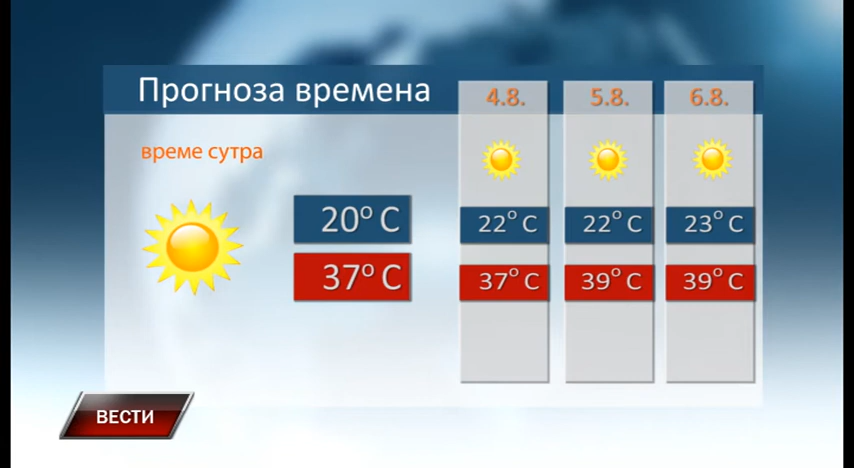 Прогноза времена
време сутра
20° C
37° C
4.8.
22° C
37° C
5.8.
22° C
39° C
6.8.
23° C
39° C
ВЕСТИ